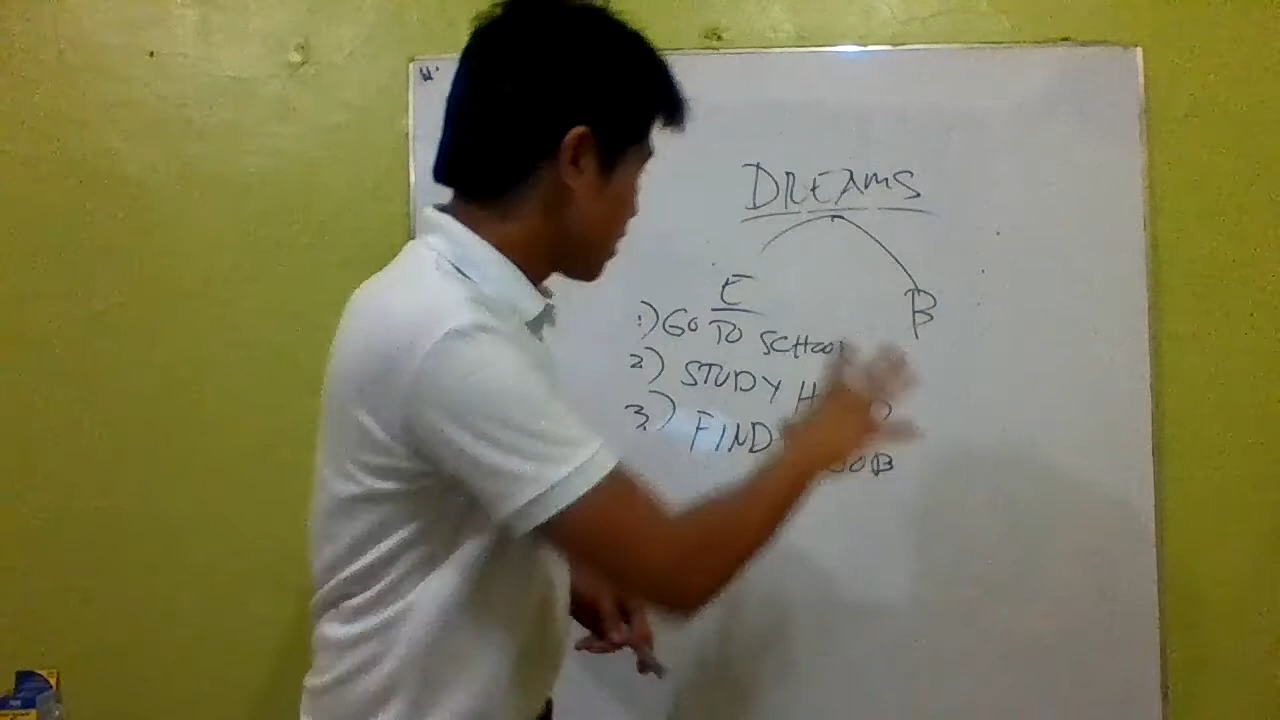 DREAMS
E
B
1) GO TO SCHOOL
2) STUDY
3.) FIND JOB